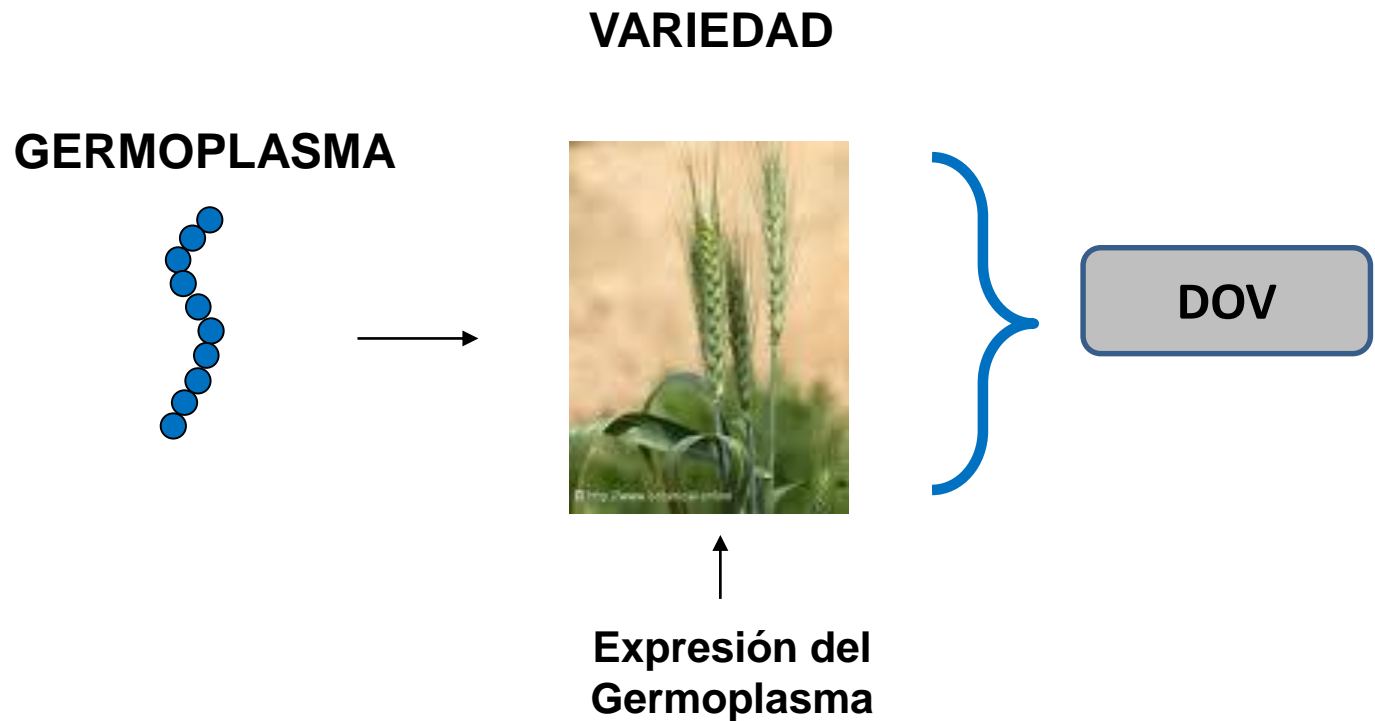 VARIEDAD
GERMOPLASMA
DOV
Expresión del
Germoplasma